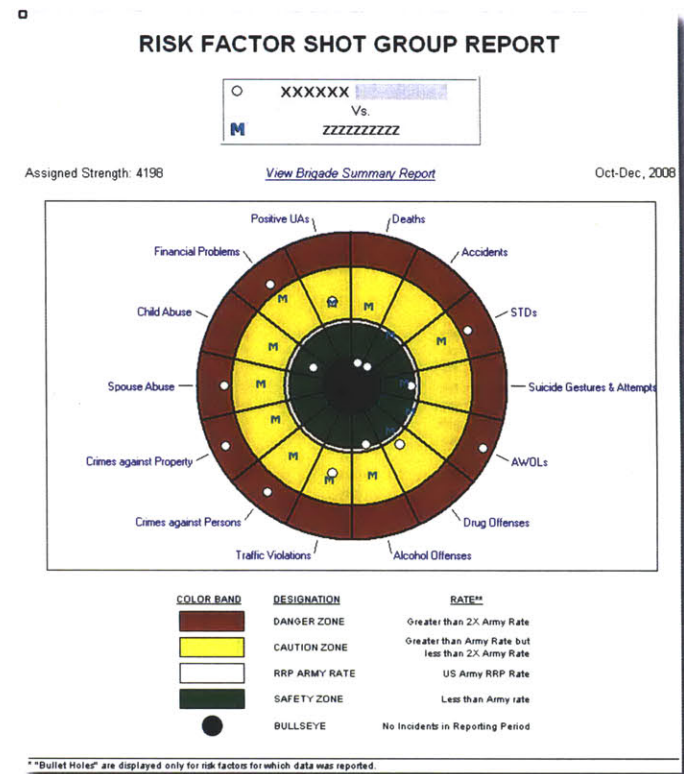 RISK FACTOR SHOT GROUP REPORT
XXXXXX
Vs.
M ZZZZZZZZZZ
Assigned Strength: 4198 View Brigade Summary Report Oct-Dec, 2008
Positive UAs Deaths
Financial Problems Accidents
Child Abuse STDs
Spouse Abuse Suicide Gestures & Attempts
Crimes against Property AWOLs
Crimes against Persons Drug Offenses
Traffic Violations Alcohol Offenses
M M M
M
M M
M M
M M
M
M M M
COLOR BAND DESIGNATION RATE**
DANGER ZONE Greater than 2X Army Rate
CAUTION ZONE Greater than Army Rate but
less than 2X Army Rate
RRP ARMY RATE US Army RRP Rate
SAFETY ZONE Less than Army rate
BULLSEYE No Incidents in Reporting Period
* "Bullet Holes" are displayed only for risk factors for which data was reported.